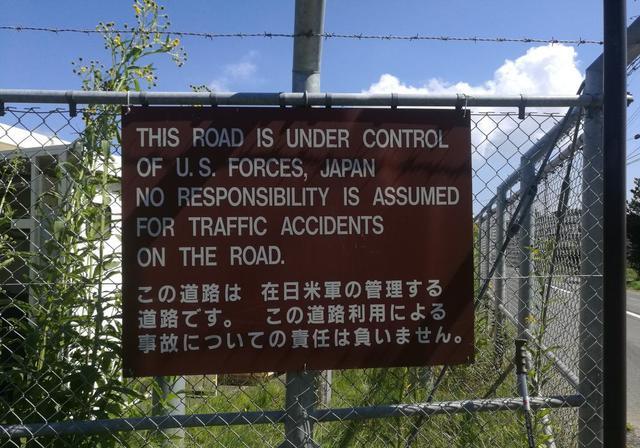 THIS ROAD IS UNDER CONTROL
OF U.S. FORCES, JAPAN
NO RESPONSIBILITY IS ASSUMED
FOR TRAFFIC ACCIDENTS
ON THE ROAD.
この道路は 在日米軍の管理する
道路です。 この道路利用による
事故についての責任は負いません。